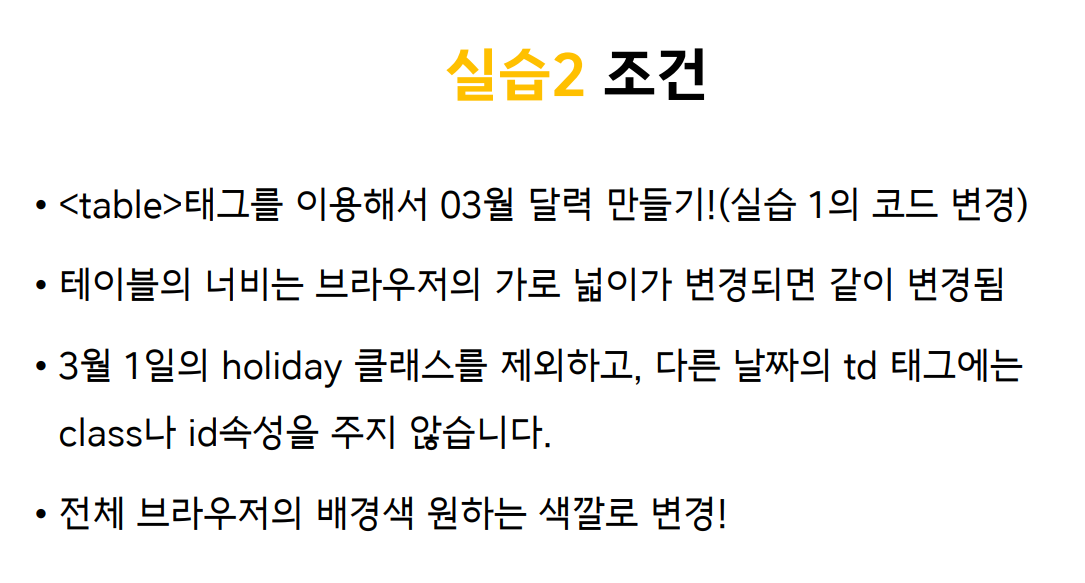 실습2 조건
• <table>태그를 이용해서 03월 달력 만들기!(실습 1의 코드 변경)
• 테이블의 너비는 브라우저의 가로 넓이가 변경되면 같이 변경됨
• 3월 1일의 holiday 클래스를 제외하고, 다른 날짜의 td 태그에는
class나 id속성을 주지 않습니다.
• 전체 브라우저의 배경색 원하는 색깔로 변경!